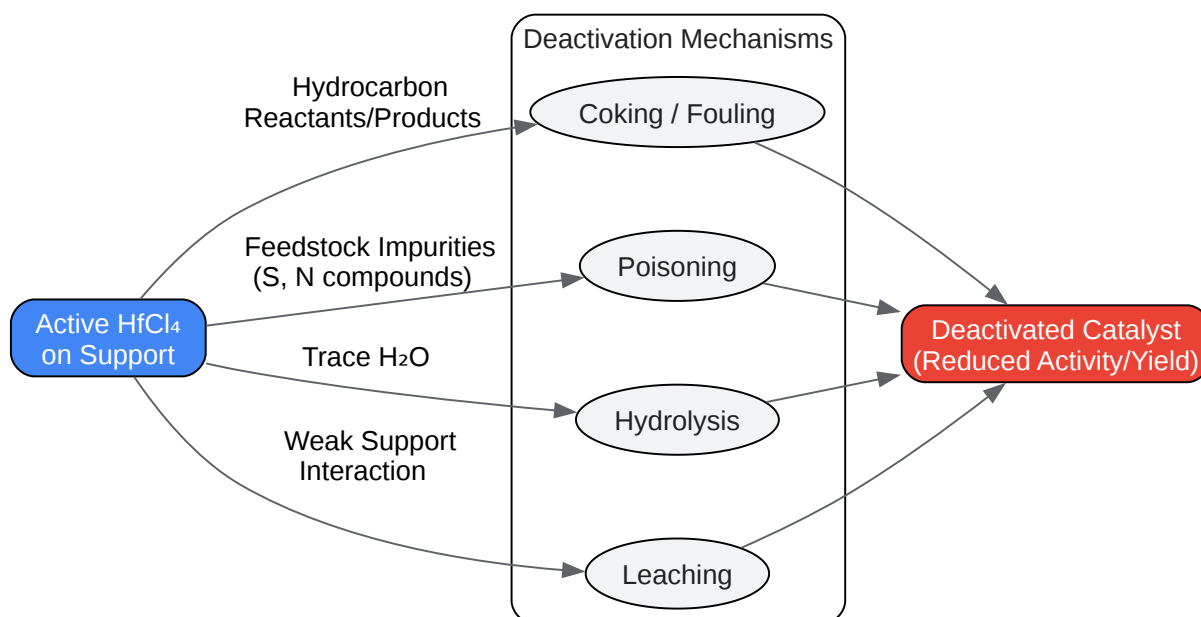 Deactivation Mechanisms
Hydrocarbon
Reactants/Products
Coking / Fouling
Feedstock Impurities
(S, N compounds)
Poisoning
Active HfCl₄
on Support
Deactivated Catalyst
(Reduced Activity/Yield)
Trace H₂O
Hydrolysis
Weak Support
Interaction
Leaching